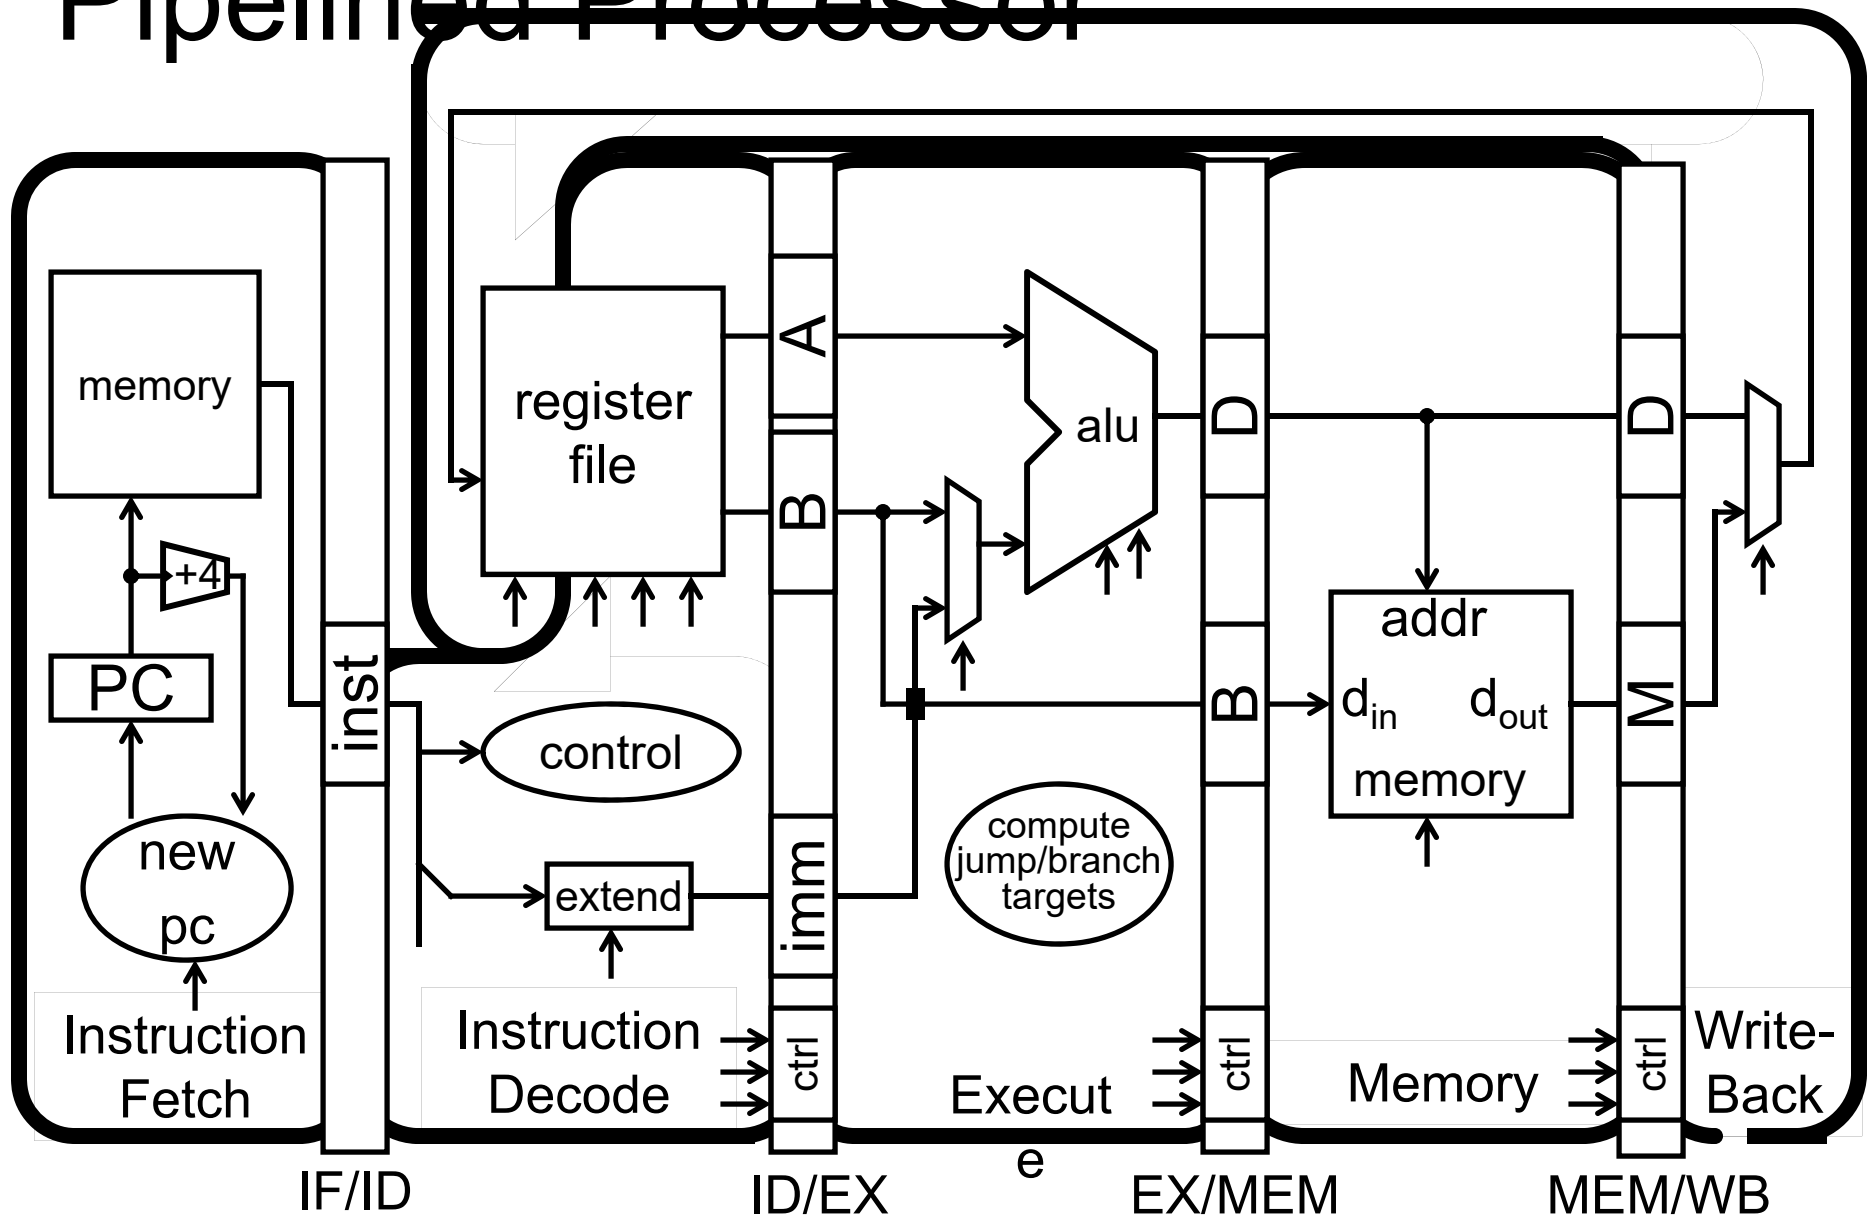 Pipelined Processor
memory
+4
PC
new
pc
Instruction
Fetch
inst
IF/ID
register
file
control
extend
Instruction
Decode
A
B
imm
ctrl
ID/EX
alu
compute
jump/branch
targets
Execut
e
D
B
ctrl
EX/MEM
addr
din
dout
memory
Memory
D
M
ctrl
MEM/WB
Write-
Back